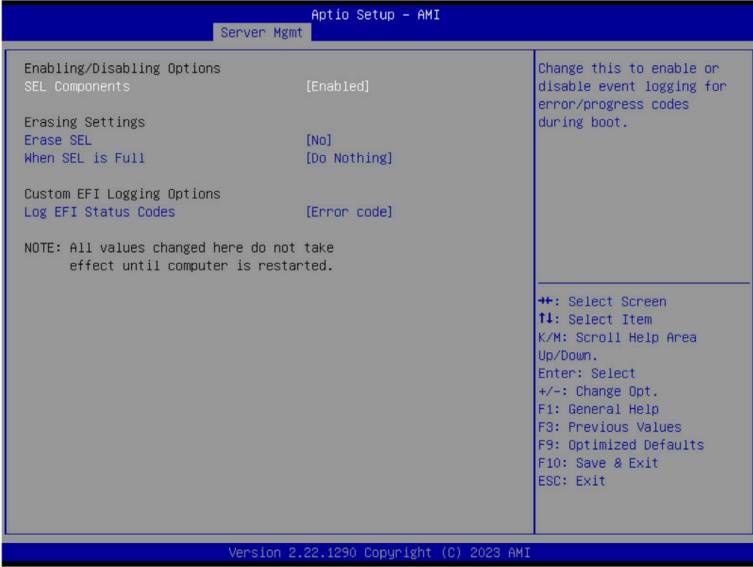 Aptio Setup - AMI
Server Mgmt
Enabling/Disabling Options
SEL Components [Enabled]
Erasing Settings
Erase SEL [No]
When SEL is Full [Do Nothing]
Custom EFI Logging Options
Log EFI Status Codes [Error code]
NOTE: All values changed here do not take
effect until computer is restarted.
Change this to enable or
disable event logging for
error/progress codes
during boot.
→←: Select Screen
↑↓: Select Item
K/M: Scroll Help Area
Up/Down.
Enter: Select
+/-: Change Opt.
F1: General Help
F3: Previous Values
F9: Optimized Defaults
F10: Save & Exit
ESC: Exit
Version 2.22.1290 Copyright (C) 2023 AMI